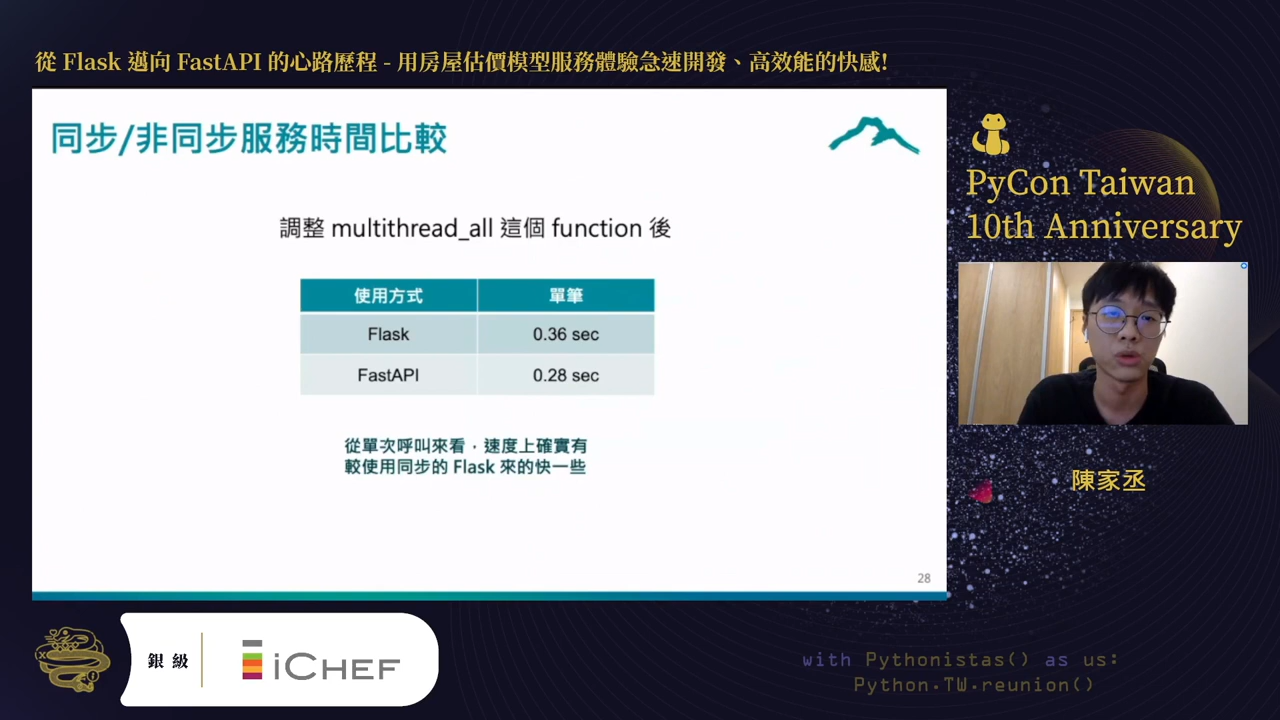 從 Flask 邁向 FastAPI 的心路歷程 - 用房屋估價模型服務體驗急速開發、高效能的快感!
同步/非同步服務時間比較
調整 multithread_all 這個 function 後
使用方式 單筆
Flask 0.36 sec
FastAPI 0.28 sec
從單次呼叫來看，速度上確實有
較使用同步的 Flask 來的快一些
28
PyCon Taiwan
10th Anniversary
陳家丞
銀級
iCHEF
with Pythonistas() as us:
Python.TW.reunion()